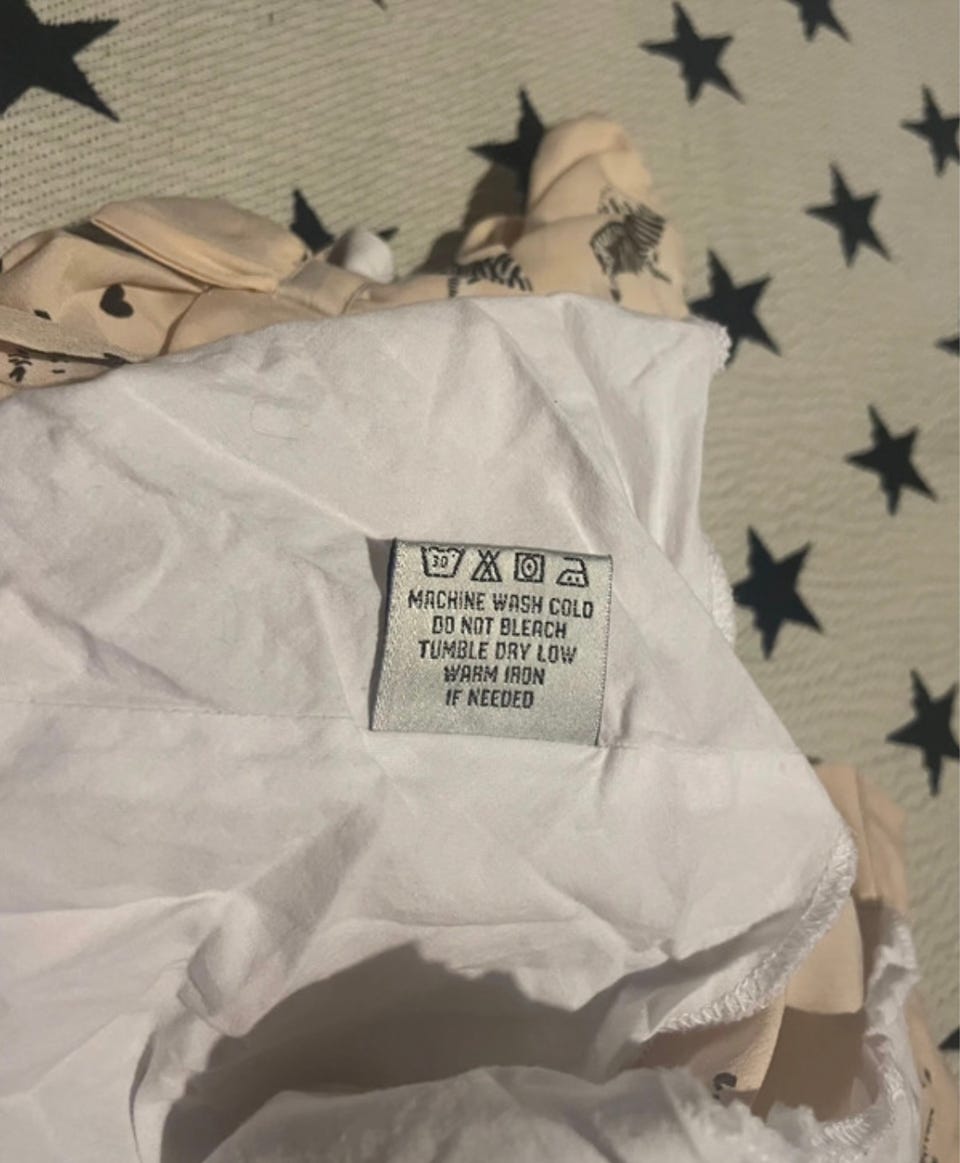 30
MACHINE WASH COLD
DO NOT BLEACH
TUMBLE DRY LOW
WARM IRON
IF NEEDED